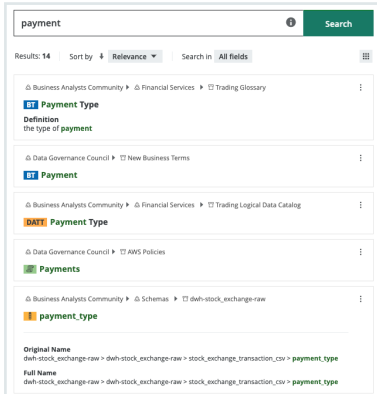 payment
Search
Results: 14 Sort by Relevance Search in All fields
Business Analysts Community Financial Services Trading Glossary
BT Payment Type
Definition
the type of payment
Data Governance Council New Business Terms
BT Payment
Business Analysts Community Financial Services Trading Logical Data Catalog
DATT Payment Type
Data Governance Council AWS Policies
Payments
Business Analysts Community Schemas dwh-stock_exchange-raw
payment_type
Original Name
dwh-stock_exchange-raw > dwh-stock_exchange-raw > stock_exchange_transaction_csv > payment_type
Full Name
dwh-stock_exchange-raw > dwh-stock_exchange-raw > stock_exchange_transaction_csv > payment_type